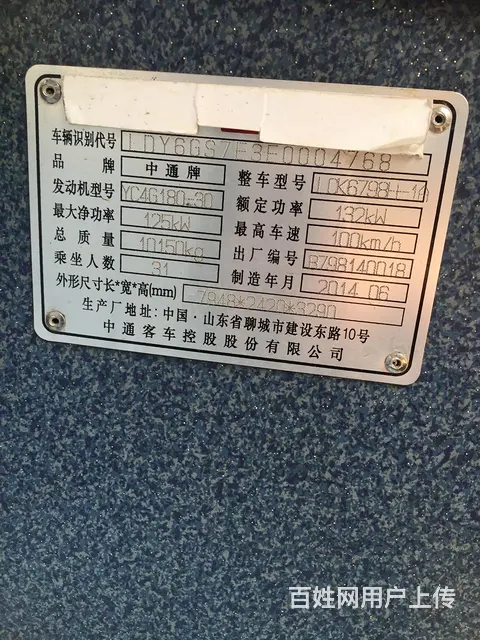 车辆识别代号 LDY6GS7E3E0004768
品牌 中通牌 整车型号 LCK6798H-1A
发动机型号 YC4G180-30 额定功率 132kW
最大净功率 125kW 最高车速 100km/h
总质量 10150kg 出厂编号 B798140018
乘坐人数 31 制造年月 2014.06
外形尺寸长*宽*高(mm) 7948*2420*3290
生产厂地址:中国·山东省聊城市建设东路10号
中通客车控股股份有限公司
百姓网用户上传